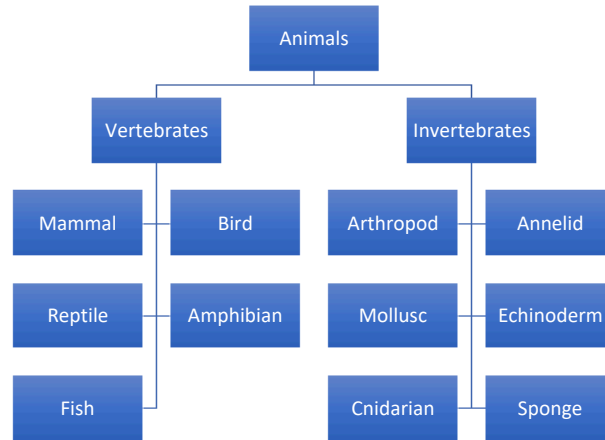 Animals
Vertebrates
Invertebrates
Mammal
Bird
Arthropod
Annelid
Reptile
Amphibian
Mollusc
Echinoderm
Fish
Cnidarian
Sponge